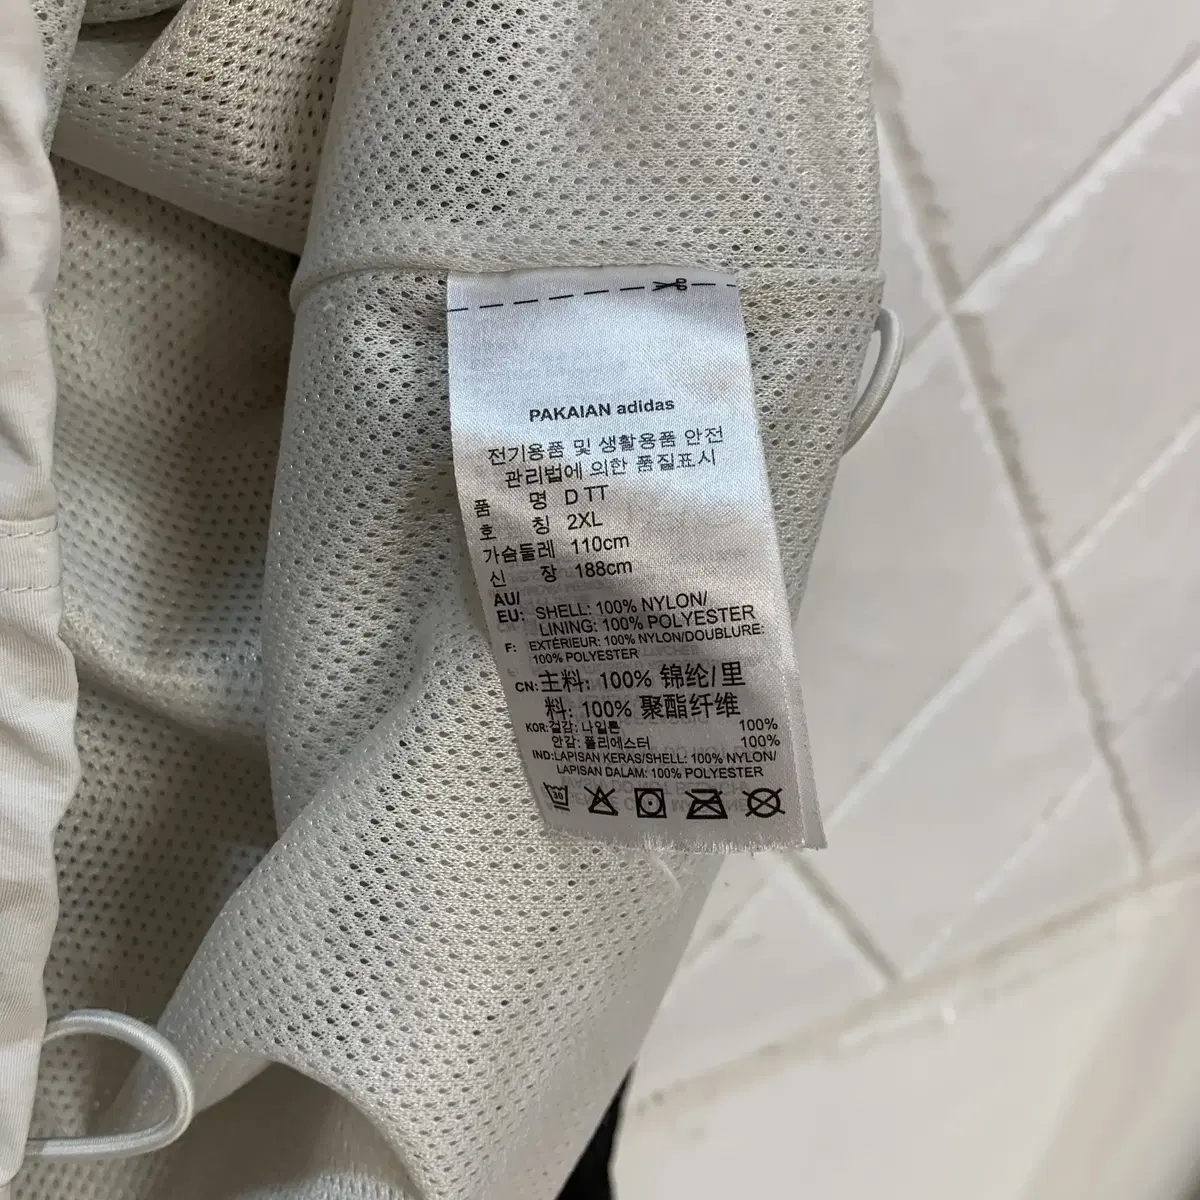 PAKAIAN adidas
전기용품 및 생활용품 안전
관리법에 의한 품질표시
품 명 D TT
호 칭 2XL
가슴둘레 110cm
신 장 188cm
AU/
EU: SHELL: 100% NYLON/
LINING: 100% POLYESTER
F: EXTÉRIEUR: 100% NYLON/DOUBLURE:
100% POLYESTER
CN: 主料: 100% 锦纶/里
料: 100% 聚酯纤维
KOR: 겉감: 나일론 100%
안감: 폴리에스터 100%
IND: LAPISAN KERAS/SHELL: 100% NYLON/
LAPISAN DALAM: 100% POLYESTER
30